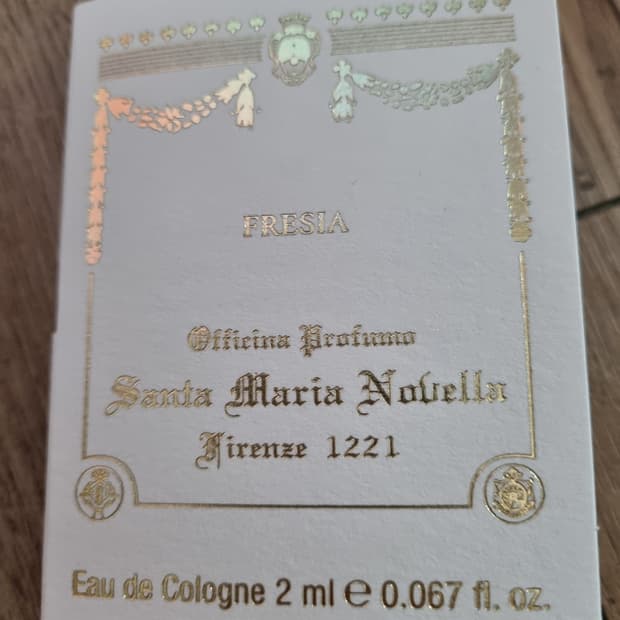 FRESIA
Officina Profumo
Santa Maria Novella
Firenze 1221
Eau de Cologne 2 ml ℮ 0.067 fl. oz.